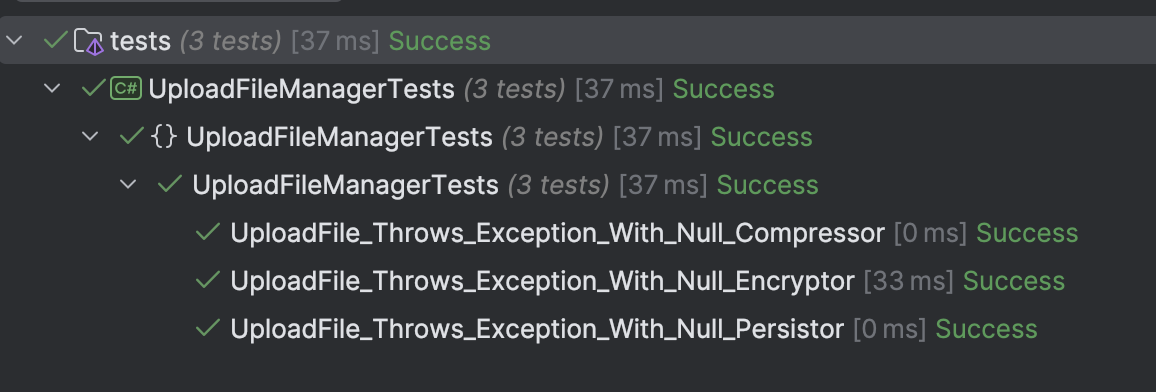 tests (3 tests) [37 ms] Success
C# UploadFileManagerTests (3 tests) [37 ms] Success
{} UploadFileManagerTests (3 tests) [37 ms] Success
UploadFileManagerTests (3 tests) [37 ms] Success
UploadFile_Throws_Exception_With_Null_Compressor [0 ms] Success
UploadFile_Throws_Exception_With_Null_Encryptor [33 ms] Success
UploadFile_Throws_Exception_With_Null_Persistor [0 ms] Success